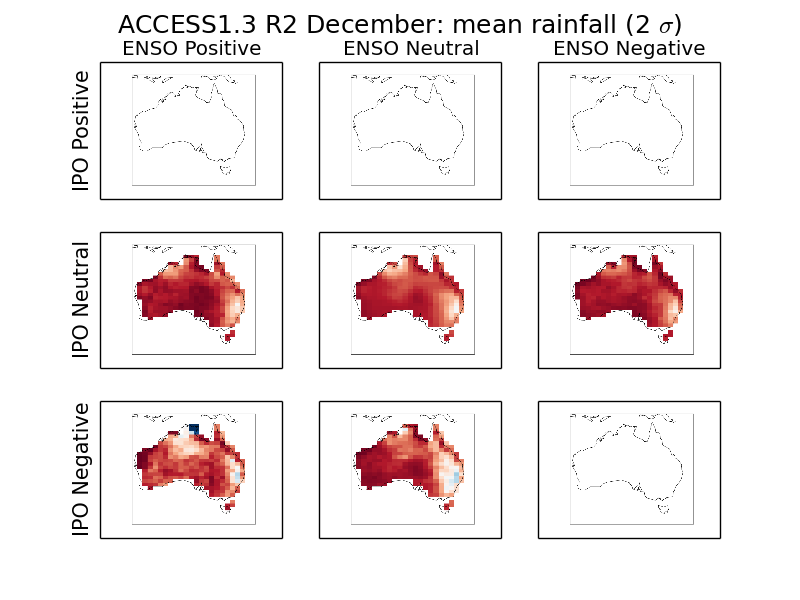 ACCESS1.3 R2 December: mean rainfall (2 σ)
ENSO Positive ENSO Neutral ENSO Negative
IPO Positive
IPO Neutral
IPO Negative